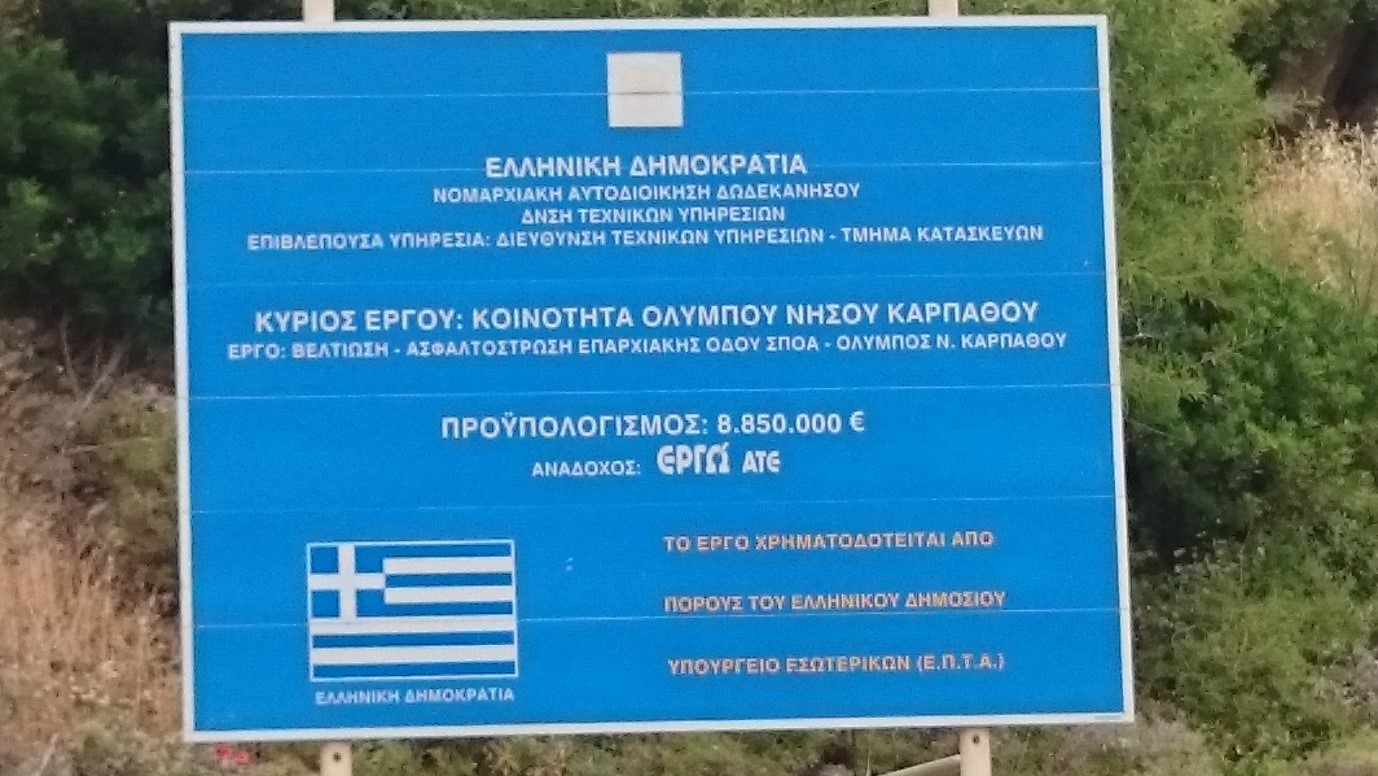 ΕΛΛΗΝΙΚΗ ΔΗΜΟΚΡΑΤΙΑ
ΝΟΜΑΡΧΙΑΚΗ ΑΥΤΟΔΙΟΙΚΗΣΗ ΔΩΔΕΚΑΝΗΣΟΥ
ΔΝΣΗ ΤΕΧΝΙΚΩΝ ΥΠΗΡΕΣΙΩΝ
ΕΠΙΒΛΕΠΟΥΣΑ ΥΠΗΡΕΣΙΑ: ΔΙΕΥΘΥΝΣΗ ΤΕΧΝΙΚΩΝ ΥΠΗΡΕΣΙΩΝ - ΤΜΗΜΑ ΚΑΤΑΣΚΕΥΩΝ
ΚΥΡΙΟΣ ΕΡΓΟΥ: ΚΟΙΝΟΤΗΤΑ ΟΛΥΜΠΟΥ ΝΗΣΟΥ ΚΑΡΠΑΘΟΥ
ΕΡΓΟ: ΒΕΛΤΙΩΣΗ - ΑΣΦΑΛΤΟΣΤΡΩΣΗ ΕΠΑΡΧΙΑΚΗΣ ΟΔΟΥ ΣΠΟΑ - ΟΛΥΜΠΟΣ Ν. ΚΑΡΠΑΘΟΥ
ΠΡΟΫΠΟΛΟΓΙΣΜΟΣ: 8.850.000 €
ΑΝΑΔΟΧΟΣ: ΕΡΓΩ ΑΤΕ
ΤΟ ΕΡΓΟ ΧΡΗΜΑΤΟΔΟΤΕΙΤΑΙ ΑΠΟ
ΠΟΡΟΥΣ ΤΟΥ ΕΛΛΗΝΙΚΟΥ ΔΗΜΟΣΙΟΥ
ΥΠΟΥΡΓΕΙΟ ΕΣΩΤΕΡΙΚΩΝ (Ε.Π.Τ.Α.)
ΕΛΛΗΝΙΚΗ ΔΗΜΟΚΡΑΤΙΑ